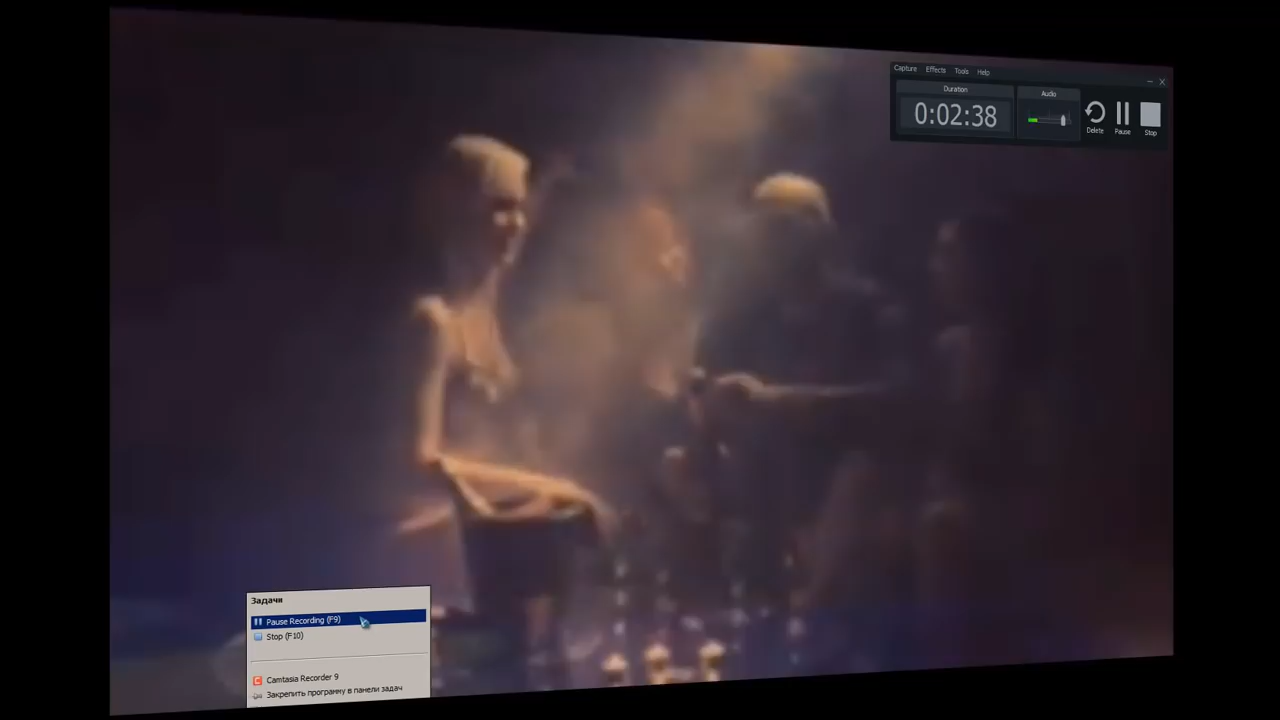 Capture Effects Tools Help
Duration
Audio
0:02:38
Delete
Pause
Stop
Задачи
Pause Recording (F9)
Stop (F10)
Camtasia Recorder 9
Закрепить программу в панели задач